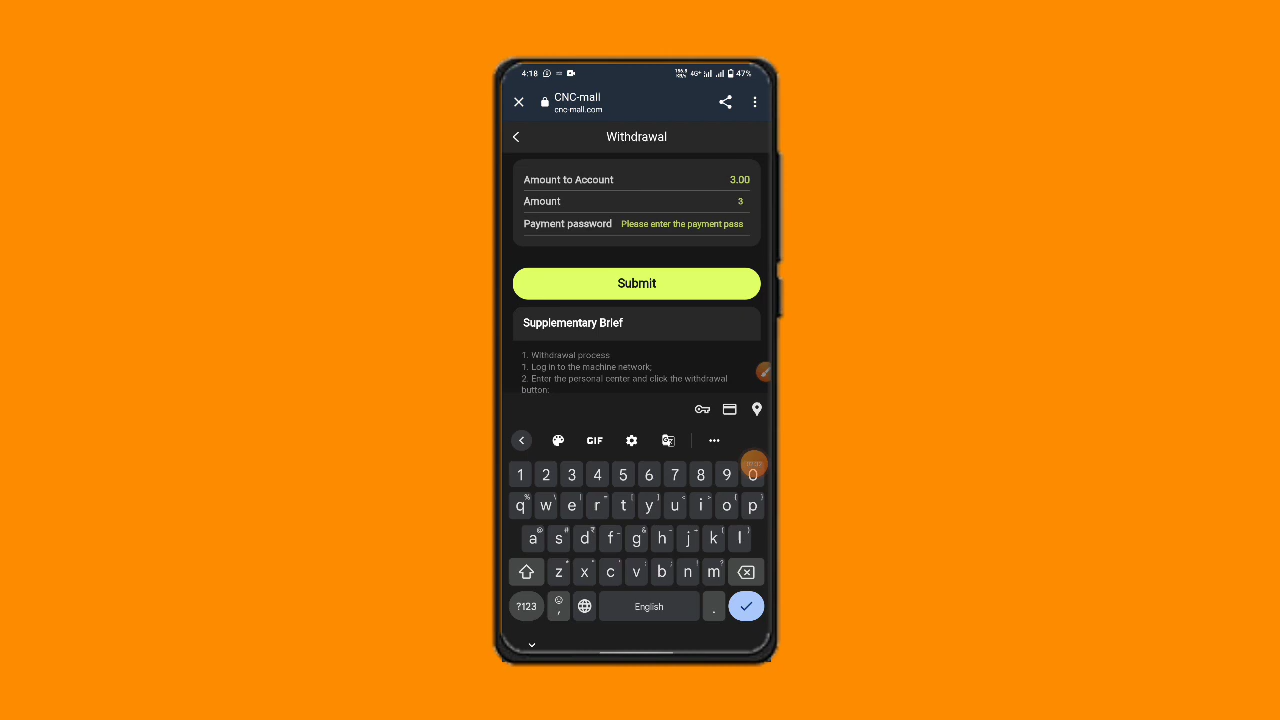 4:18 4G+ 47%
CNC-mall
cnc-mall.com
Withdrawal
Amount to Account 3.00
Amount 3
Payment password Please enter the payment pass
Submit
Supplementary Brief
1. Withdrawal process
1. Log in to the machine network;
2. Enter the personal center and click the withdrawal
button;
GIF
1 2 3 4 5 6 7 8 9 0
q w e r t y u i o p
a s d f g h j k l
z x c v b n m
?123 , English .